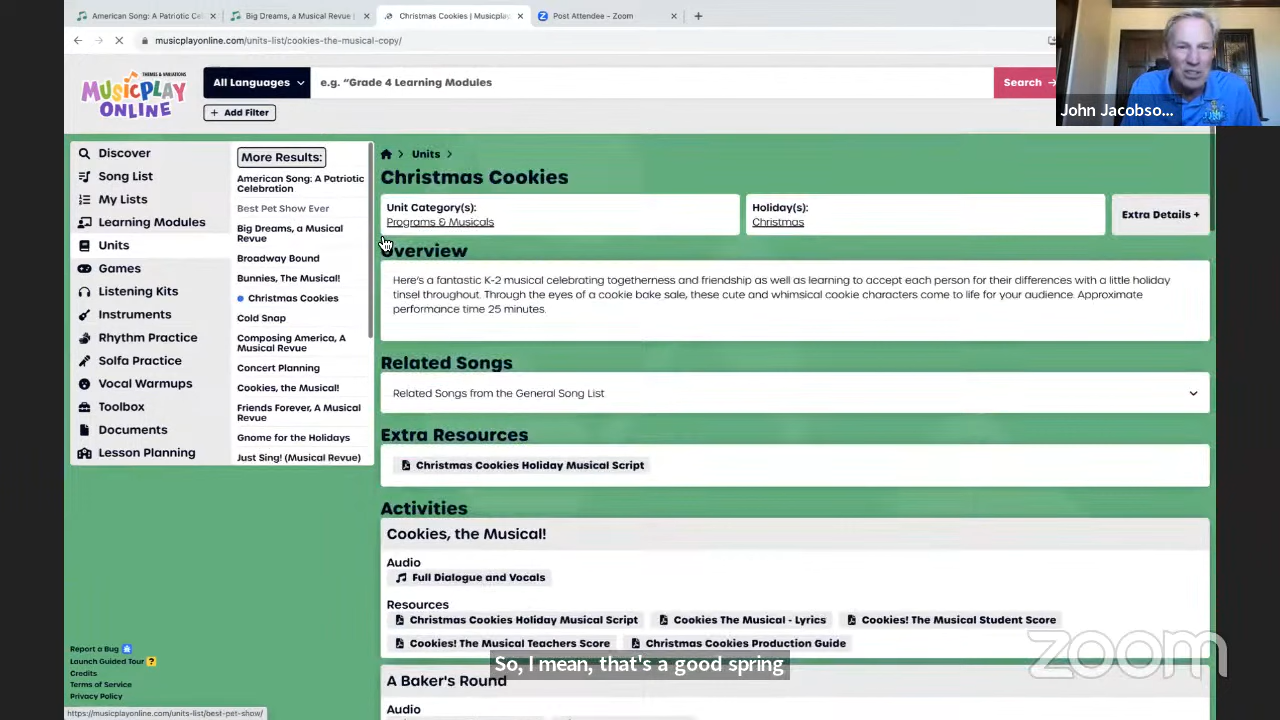 American Song: A Patriotic Cel
Big Dreams, a Musical Revue |
Christmas Cookies | Musicplay
Post Attendee - Zoom
musicplayonline.com/units-list/cookies-the-musical-copy/
THEMES & VARIATIONS
MUSICPLAY
ONLINE
All Languages
e.g. “Grade 4 Learning Modules
Search →
+ Add Filter
John Jacobso...
Discover
Song List
My Lists
Learning Modules
Units
Games
Listening Kits
Instruments
Rhythm Practice
Solfa Practice
Vocal Warmups
Toolbox
Documents
Lesson Planning
More Results:
American Song: A Patriotic
Celebration
Best Pet Show Ever
Big Dreams, a Musical
Revue
Broadway Bound
Bunnies, The Musical!
Christmas Cookies
Cold Snap
Composing America, A
Musical Revue
Concert Planning
Cookies, the Musical!
Friends Forever, A Musical
Revue
Gnome for the Holidays
Just Sing! (Musical Revue)
Units
Christmas Cookies
Unit Category(s):
Programs & Musicals
Holiday(s):
Christmas
Extra Details +
Overview
Here's a fantastic K-2 musical celebrating togetherness and friendship as well as learning to accept each person for their differences with a little holiday
tinsel throughout. Through the eyes of a cookie bake sale, these cute and whimsical cookie characters come to life for your audience. Approximate
performance time 25 minutes.
Related Songs
Related Songs from the General Song List
Extra Resources
Christmas Cookies Holiday Musical Script
Activities
Cookies, the Musical!
Audio
Full Dialogue and Vocals
Resources
Christmas Cookies Holiday Musical Script
Cookies The Musical - Lyrics
Cookies! The Musical Student Score
Cookies! The Musical Teachers Score
Christmas Cookies Production Guide
A Baker's Round
Audio
So, I mean, that's a good spring
zoom
Report a Bug
Launch Guided Tour ?
Credits
Terms of Service
Privacy Policy
https://musicplayonline.com/units-list/best-pet-show/